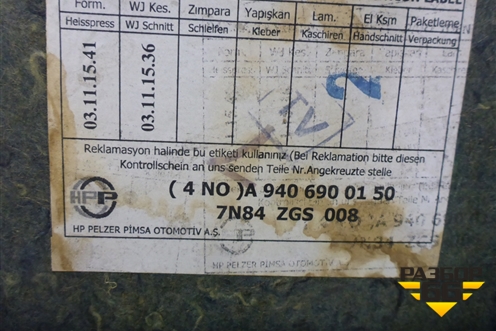 Form. WJ Kes. Zımpara Yapışkan Lam. El Ksm Paketleme
Heisspress WJ Schnitt Schleifen Kleber Kaschiren Handschnitt Verpackung
03.11.15.41
03.11.15.36
2
Reklamasyon halinde bu etiketi kullanınız (Bei Reklamation bitte diesen
Kontrollschein an uns senden Teile Nr.Angekreuzte stelle
HPP
( 4 NO )A 940 690 01 50
7N84 ZGS 008
HP PELZER PİMSA OTOMOTİV A.Ş.
HP PELZER PİMSA OTOMOTİV A.Ş.